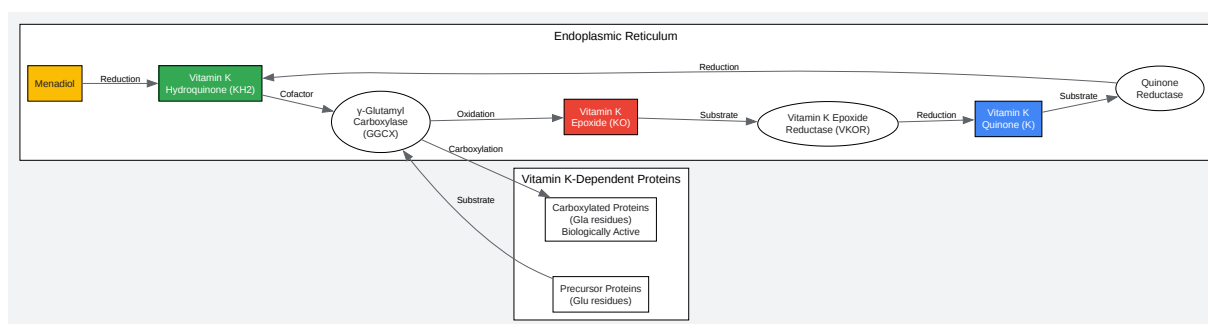 Endoplasmic Reticulum
Menadiol
Reduction
Vitamin K
Hydroquinone (KH2)
Cofactor
γ-Glutamyl
Carboxylase
(GGCX)
Oxidation
Vitamin K
Epoxide (KO)
Substrate
Vitamin K Epoxide
Reductase (VKOR)
Reduction
Vitamin K
Quinone (K)
Substrate
Quinone
Reductase
Reduction
Carboxylation
Substrate
Vitamin K-Dependent Proteins
Carboxylated Proteins
(Gla residues)
Biologically Active
Precursor Proteins
(Glu residues)